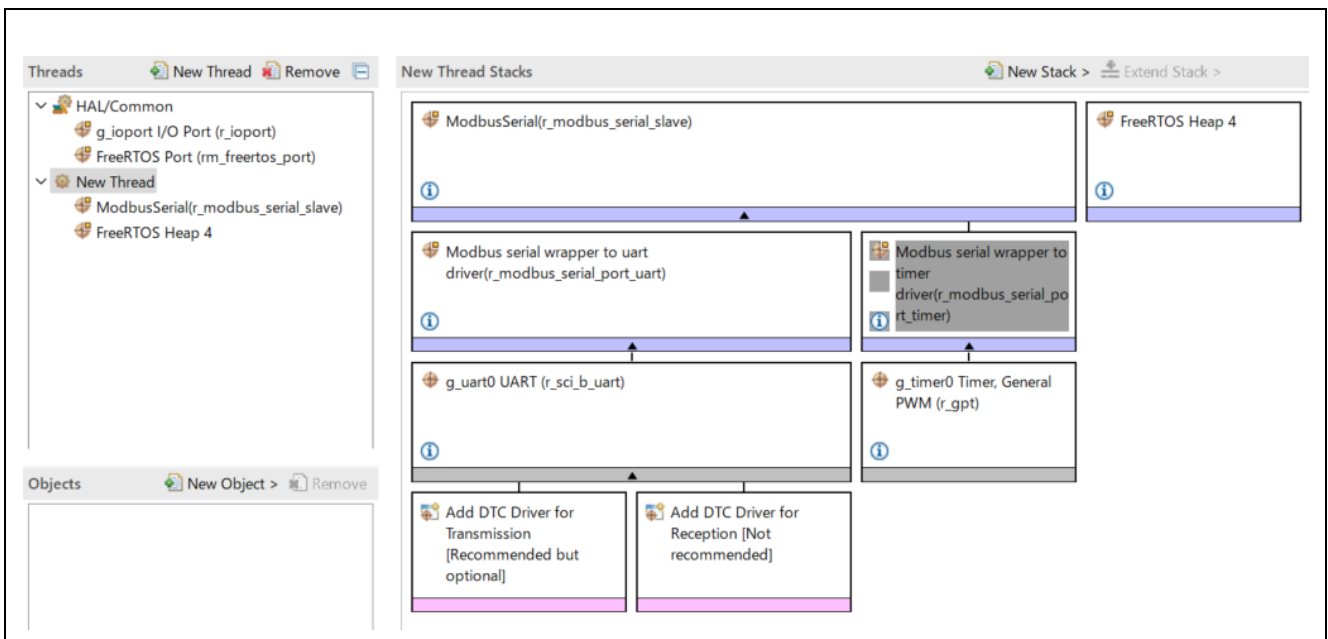 Threads
New Thread
Remove
HAL/Common
g_ioport I/O Port (r_ioport)
FreeRTOS Port (rm_freertos_port)
New Thread
ModbusSerial(r_modbus_serial_slave)
FreeRTOS Heap 4
Objects
New Object >
Remove
New Thread Stacks
New Stack >
Extend Stack >
ModbusSerial(r_modbus_serial_slave)
FreeRTOS Heap 4
Modbus serial wrapper to uart
driver(r_modbus_serial_port_uart)
Modbus serial wrapper to
timer
driver(r_modbus_serial_po
rt_timer)
g_uart0 UART (r_sci_b_uart)
g_timer0 Timer, General
PWM (r_gpt)
Add DTC Driver for
Transmission
[Recommended but
optional]
Add DTC Driver for
Reception [Not
recommended]